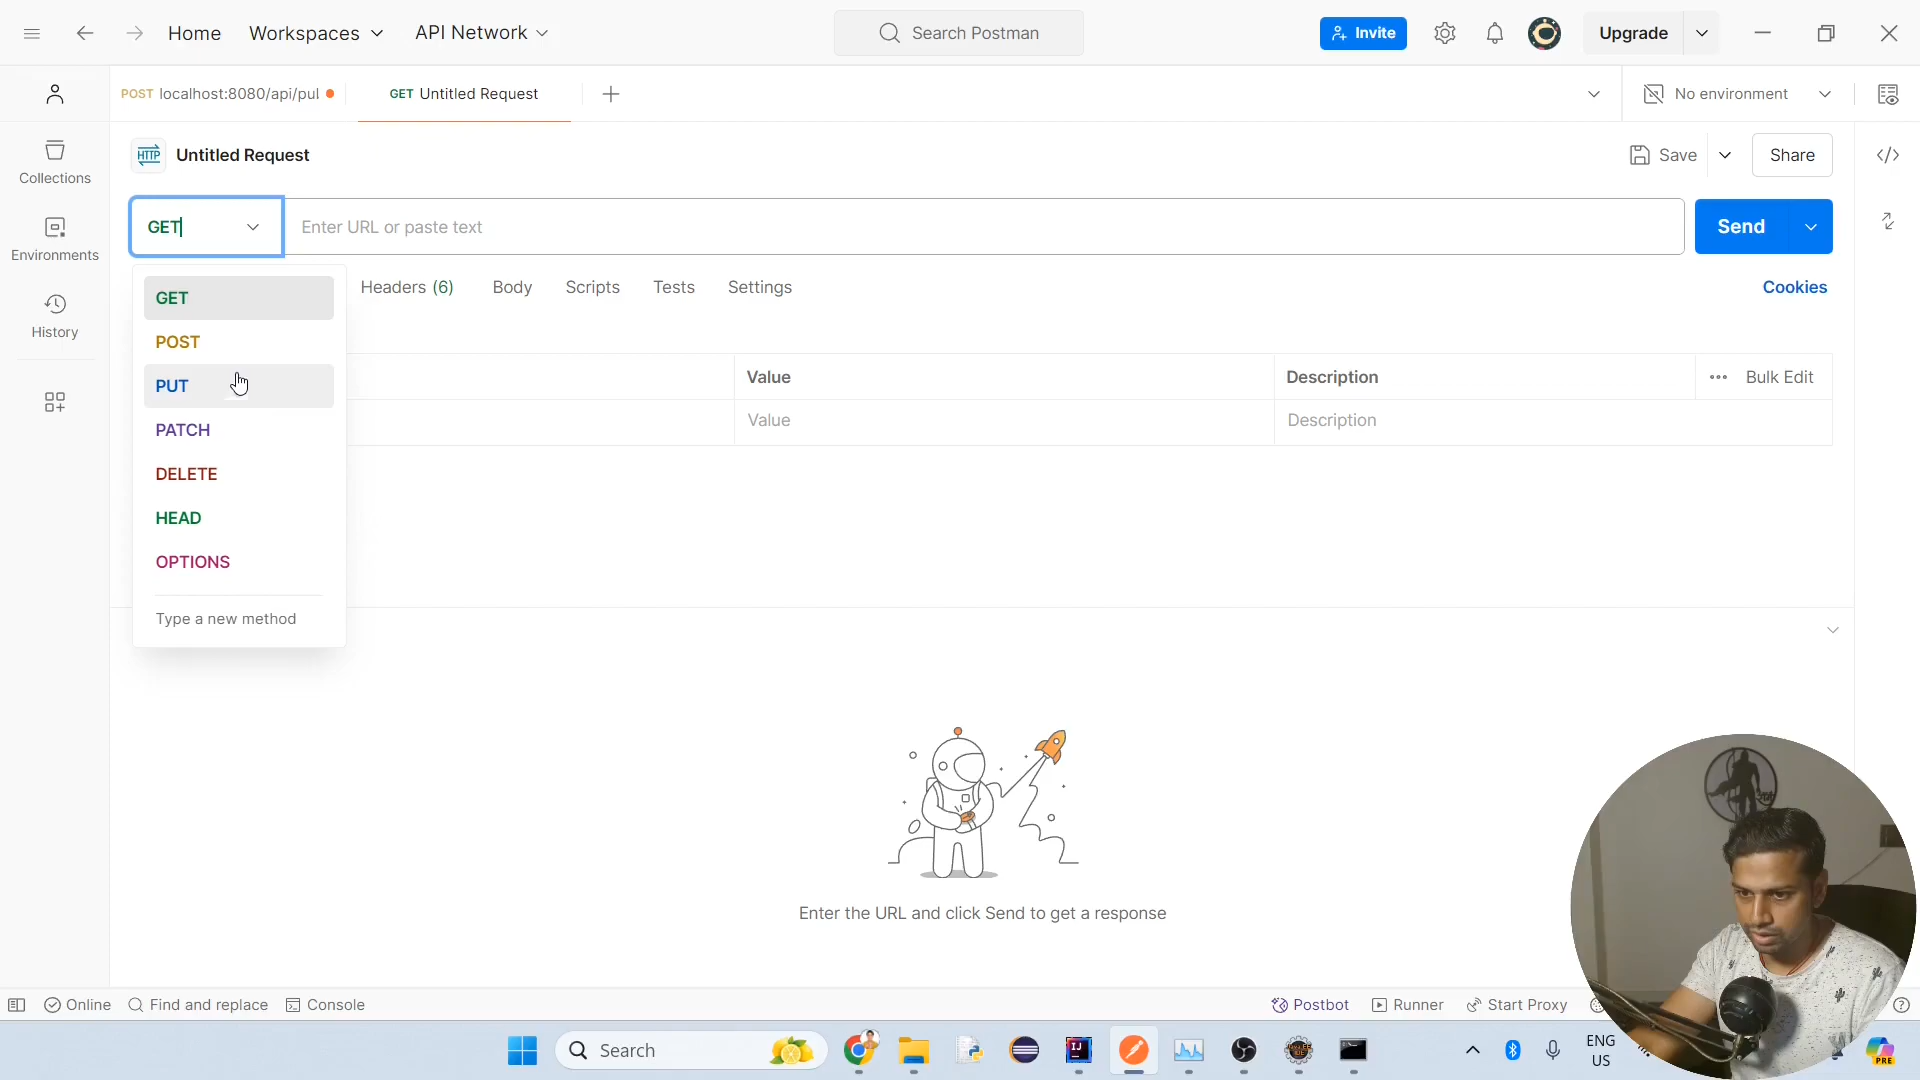 Home Workspaces API Network Search Postman Invite Upgrade
POST localhost:8080/api/pul GET Untitled Request No environment
HTTP Untitled Request Save Share
Collections
GET Enter URL or paste text Send
Environments
Headers (6) Body Scripts Tests Settings Cookies
GET
History
POST
Value Description Bulk Edit
PUT
Value Description
PATCH
DELETE
HEAD
OPTIONS
Type a new method
Enter the URL and click Send to get a response
Online Find and replace Console Postbot Runner Start Proxy
Search
ENG
US
PRE